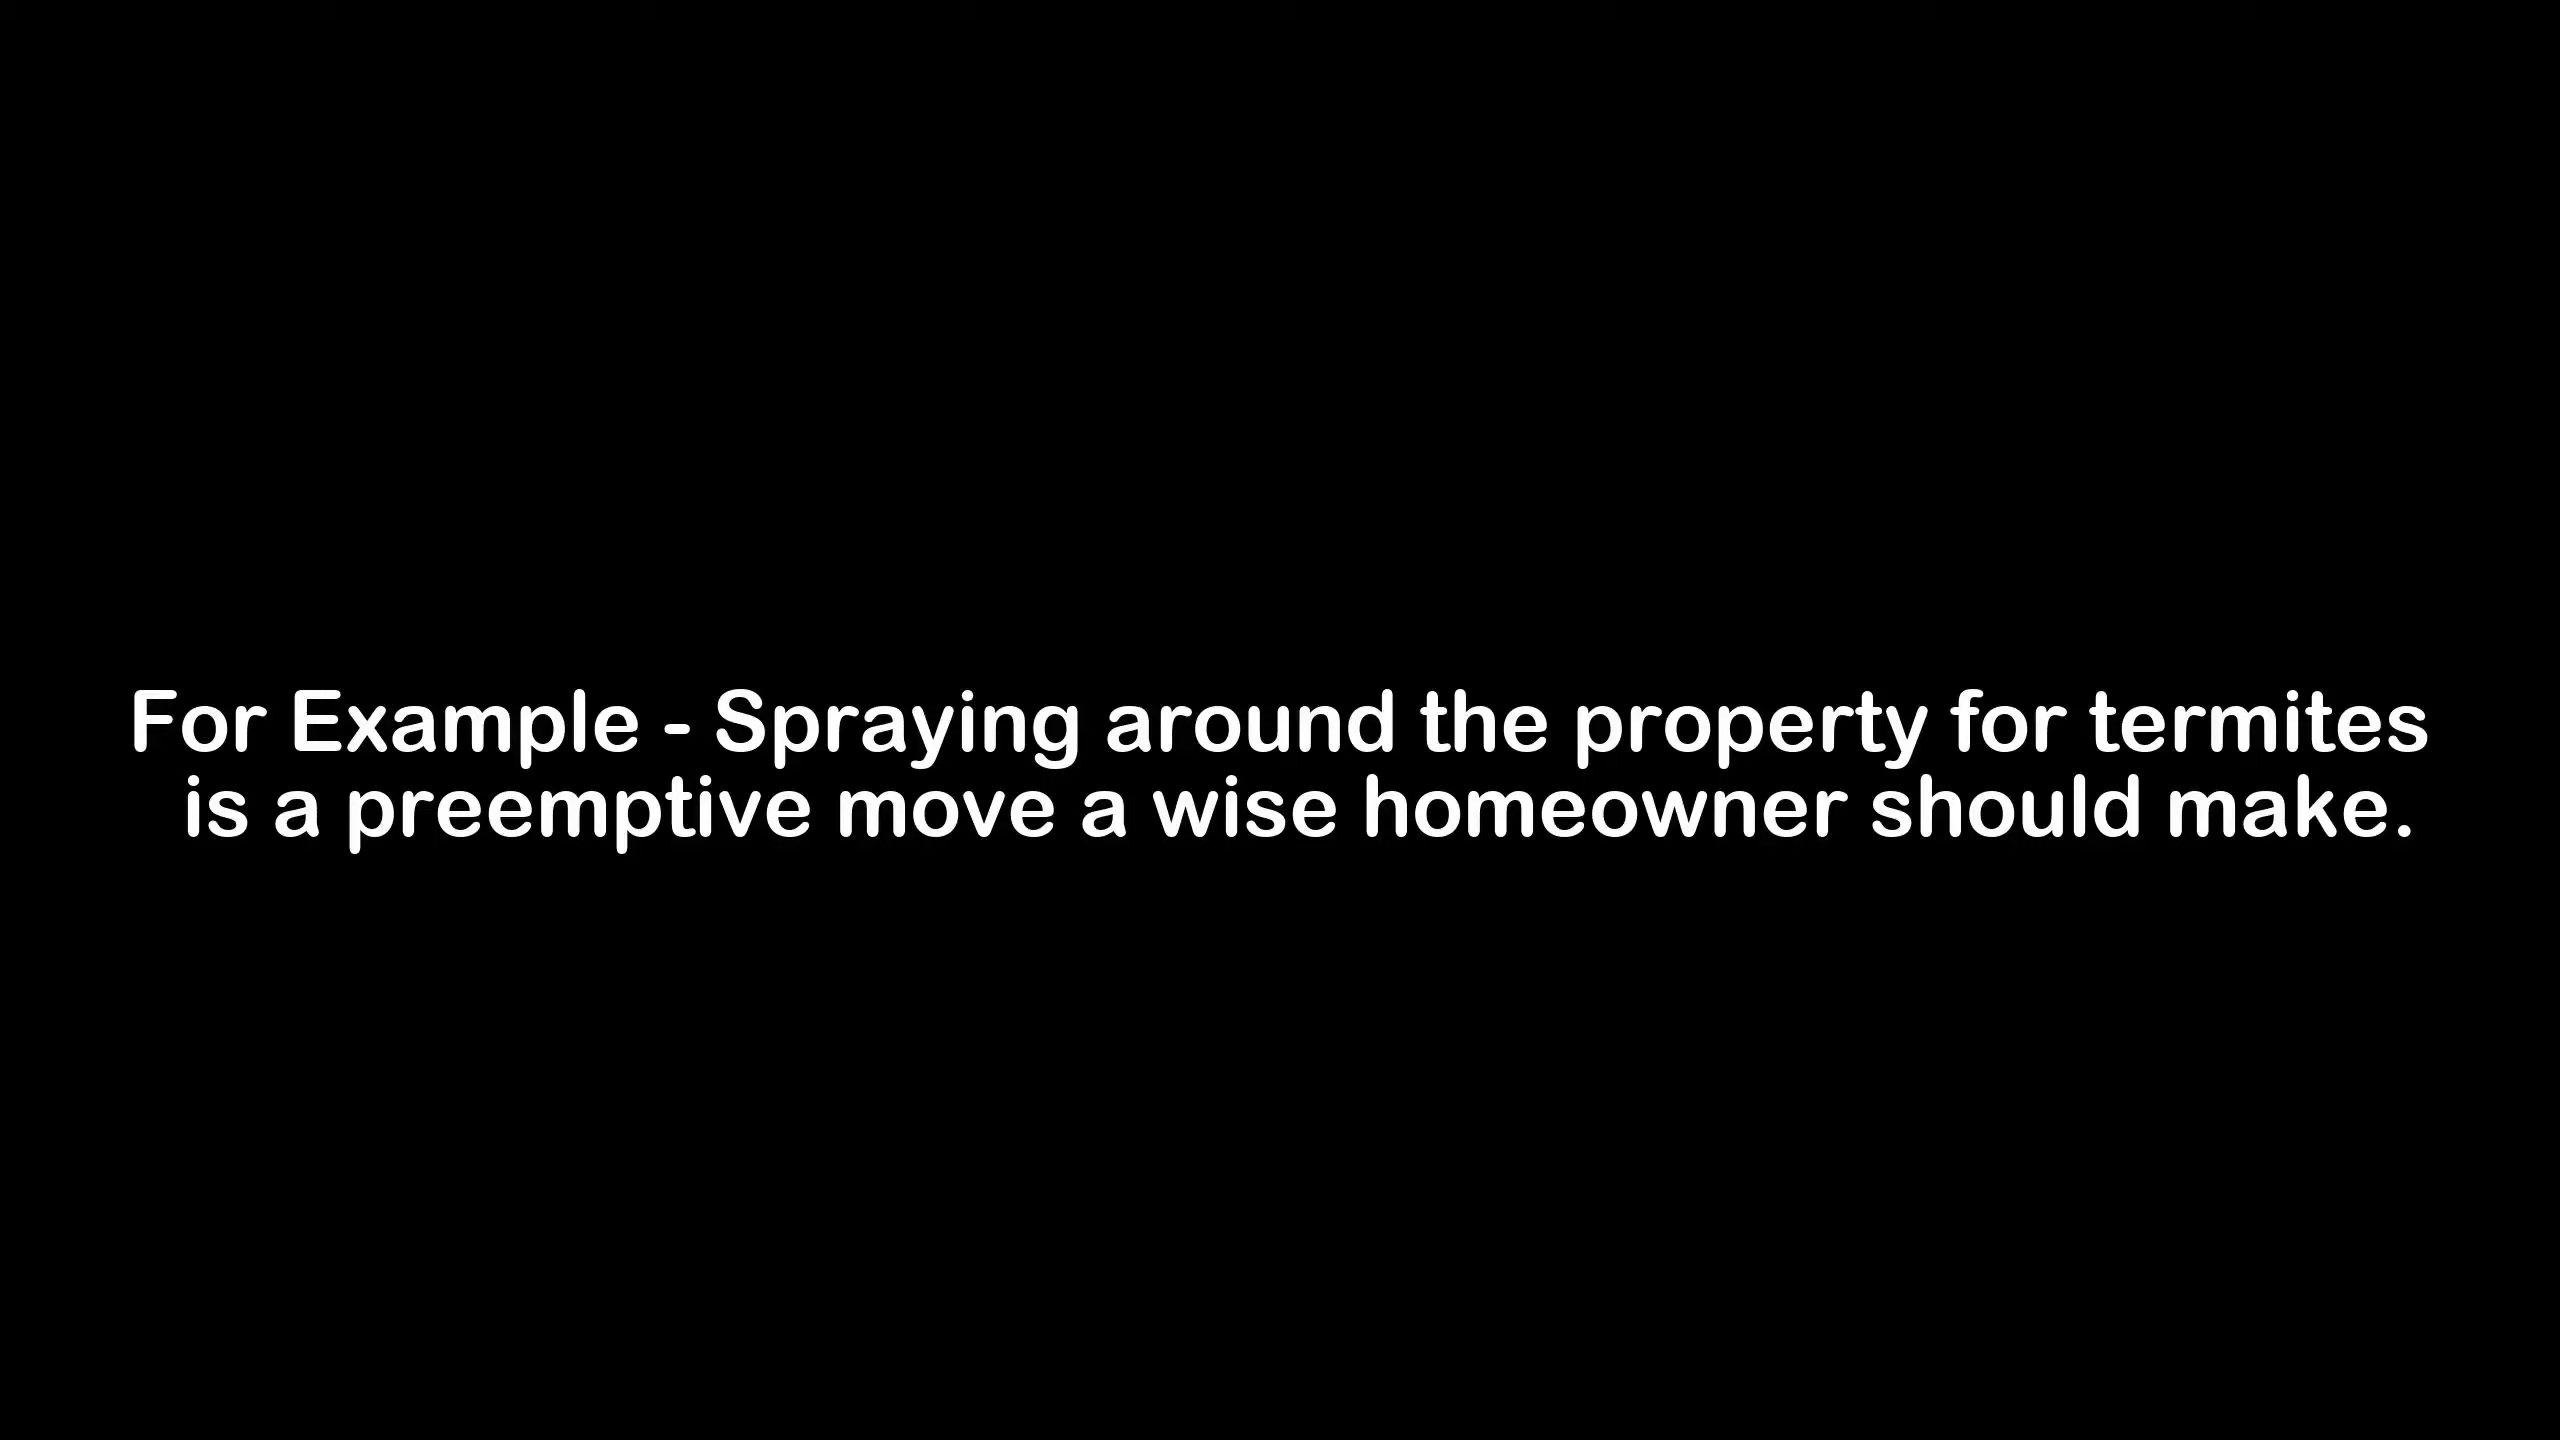 For Example - Spraying around the property for termites
is a preemptive move a wise homeowner should make.